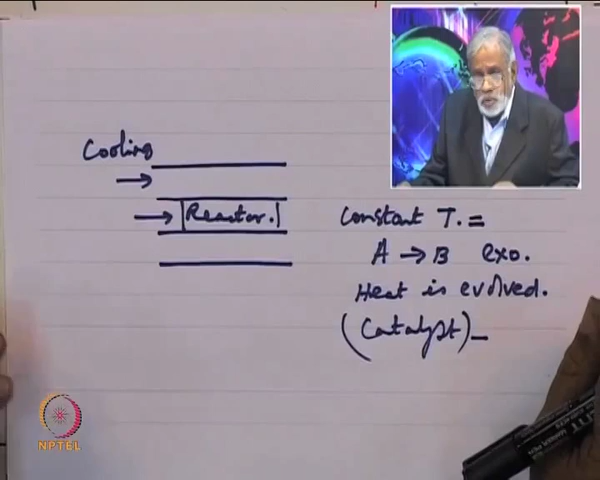 Cooling
[Reactor.]
Constant T. =
A → B exo.
Heat is evolved.
(Catalyst) –
NPTEL